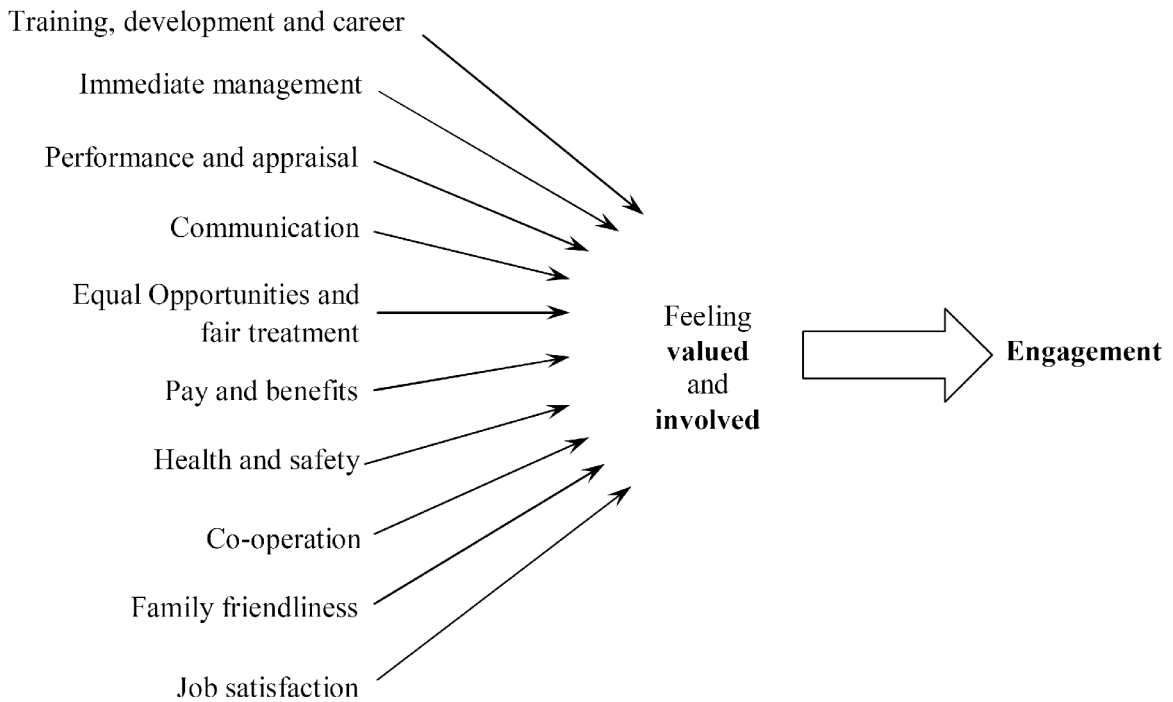 Training, development and career
Immediate management
Performance and appraisal
Communication
Equal Opportunities and
fair treatment
Pay and benefits
Health and safety
Co-operation
Family friendliness
Job satisfaction
Feeling
valued
and
involved
Engagement